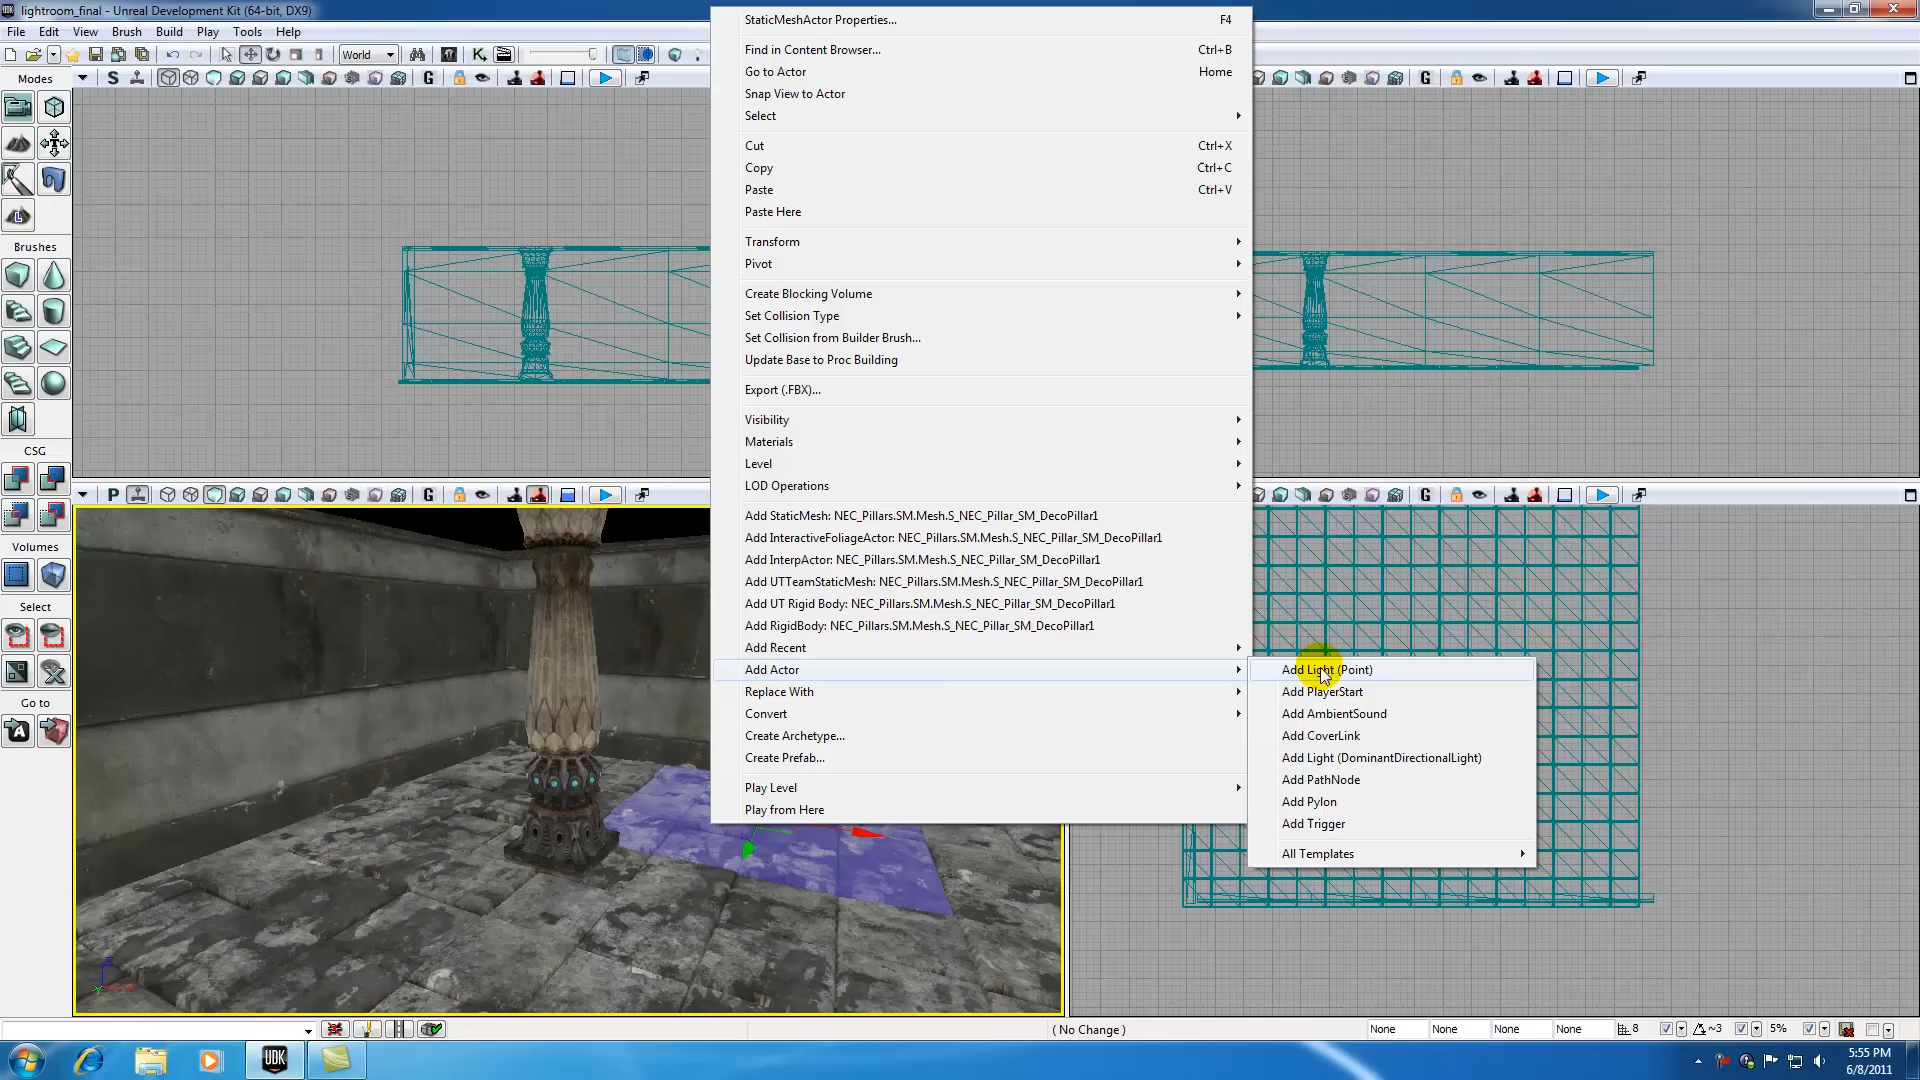 lightroom_final - Unreal Development Kit (64-bit, DX9)
File Edit View Brush Build Play Tools Help
World
Modes
Brushes
CSG
Volumes
Select
Go to
StaticMeshActor Properties... F4
Find in Content Browser... Ctrl+B
Go to Actor Home
Snap View to Actor
Select
Cut Ctrl+X
Copy Ctrl+C
Paste Ctrl+V
Paste Here
Transform
Pivot
Create Blocking Volume
Set Collision Type
Set Collision from Builder Brush...
Update Base to Proc Building
Export (.FBX)...
Visibility
Materials
Level
LOD Operations
Add StaticMesh: NEC_Pillars.SM.Mesh.S_NEC_Pillar_SM_DecoPillar1
Add InteractiveFoliageActor: NEC_Pillars.SM.Mesh.S_NEC_Pillar_SM_DecoPillar1
Add InterpActor: NEC_Pillars.SM.Mesh.S_NEC_Pillar_SM_DecoPillar1
Add UTTeamStaticMesh: NEC_Pillars.SM.Mesh.S_NEC_Pillar_SM_DecoPillar1
Add UT Rigid Body: NEC_Pillars.SM.Mesh.S_NEC_Pillar_SM_DecoPillar1
Add RigidBody: NEC_Pillars.SM.Mesh.S_NEC_Pillar_SM_DecoPillar1
Add Recent
Add Actor
Replace With
Convert
Create Archetype...
Create Prefab...
Play Level
Play from Here
Add Light (Point)
Add PlayerStart
Add AmbientSound
Add CoverLink
Add Light (DominantDirectionalLight)
Add PathNode
Add Pylon
Add Trigger
All Templates
S G G
P G G
(No Change) None None None None 8 ~3 5%
UDK
5:55 PM
6/8/2011